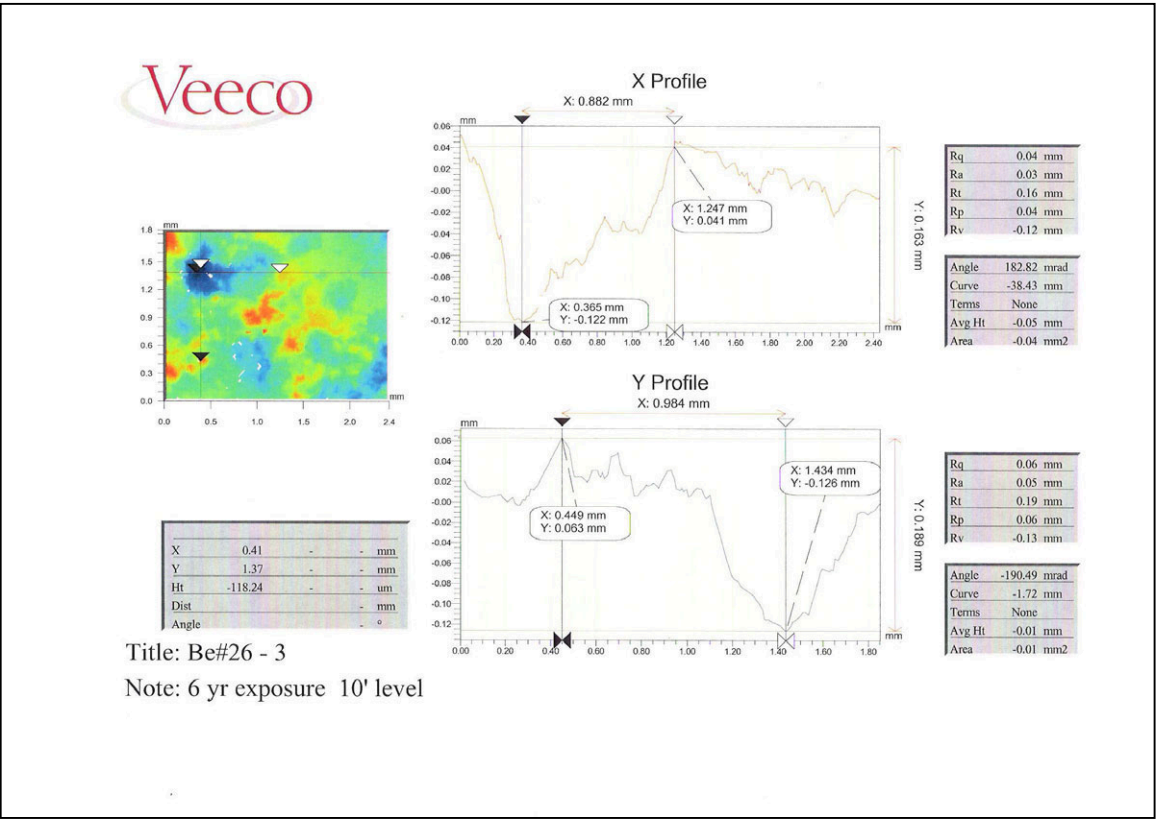 Veeco
X Profile
X: 0.882 mm
mm
0.06
0.04
0.02
-0.00
-0.02
-0.04
-0.06
-0.08
-0.10
-0.12
X: 1.247 mm
Y: 0.041 mm
X: 0.365 mm
Y: -0.122 mm
Y: 0.163 mm
mm
0.00 0.20 0.40 0.60 0.80 1.00 1.20 1.40 1.60 1.80 2.00 2.20 2.40
Rq 0.04 mm
Ra 0.03 mm
Rt 0.16 mm
Rp 0.04 mm
Rv -0.12 mm
Angle 182.82 mrad
Curve -38.43 mm
Terms None
Avg Ht -0.05 mm
Area -0.04 mm2
mm
1.8
1.5
1.2
0.9
0.6
0.3
0.0
mm
0.0 0.5 1.0 1.5 2.0 2.4
Y Profile
X: 0.984 mm
mm
0.06
0.04
0.02
-0.00
-0.02
-0.04
-0.06
-0.08
-0.10
-0.12
X: 0.449 mm
Y: 0.063 mm
X: 1.434 mm
Y: -0.126 mm
Y: 0.189 mm
mm
0.00 0.20 0.40 0.60 0.80 1.00 1.20 1.40 1.60 1.80
Rq 0.06 mm
Ra 0.05 mm
Rt 0.19 mm
Rp 0.06 mm
Rv -0.13 mm
Angle -190.49 mrad
Curve -1.72 mm
Terms None
Avg Ht -0.01 mm
Area -0.01 mm2
X 0.41 - - mm
Y 1.37 - - mm
Ht -118.24 - - um
Dist - mm
Angle - °
Title: Be#26 - 3
Note: 6 yr exposure 10' level